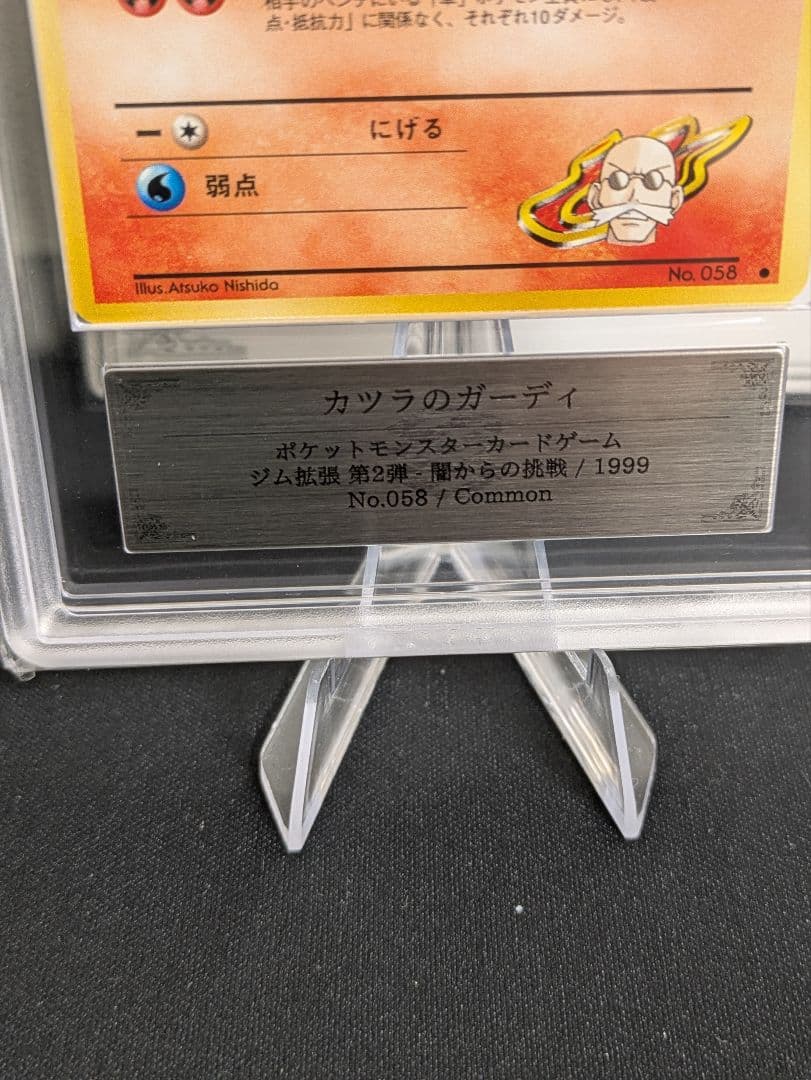 点・抵抗力」に関係なく、それぞれ10ダメージ。
にげる
弱点
Illus.Atsuko Nishida
No. 058 ●
カツラのガーディ
ポケットモンスターカードゲーム
ジム拡張 第2弾 - 闇からの挑戦 / 1999
No.058 / Common